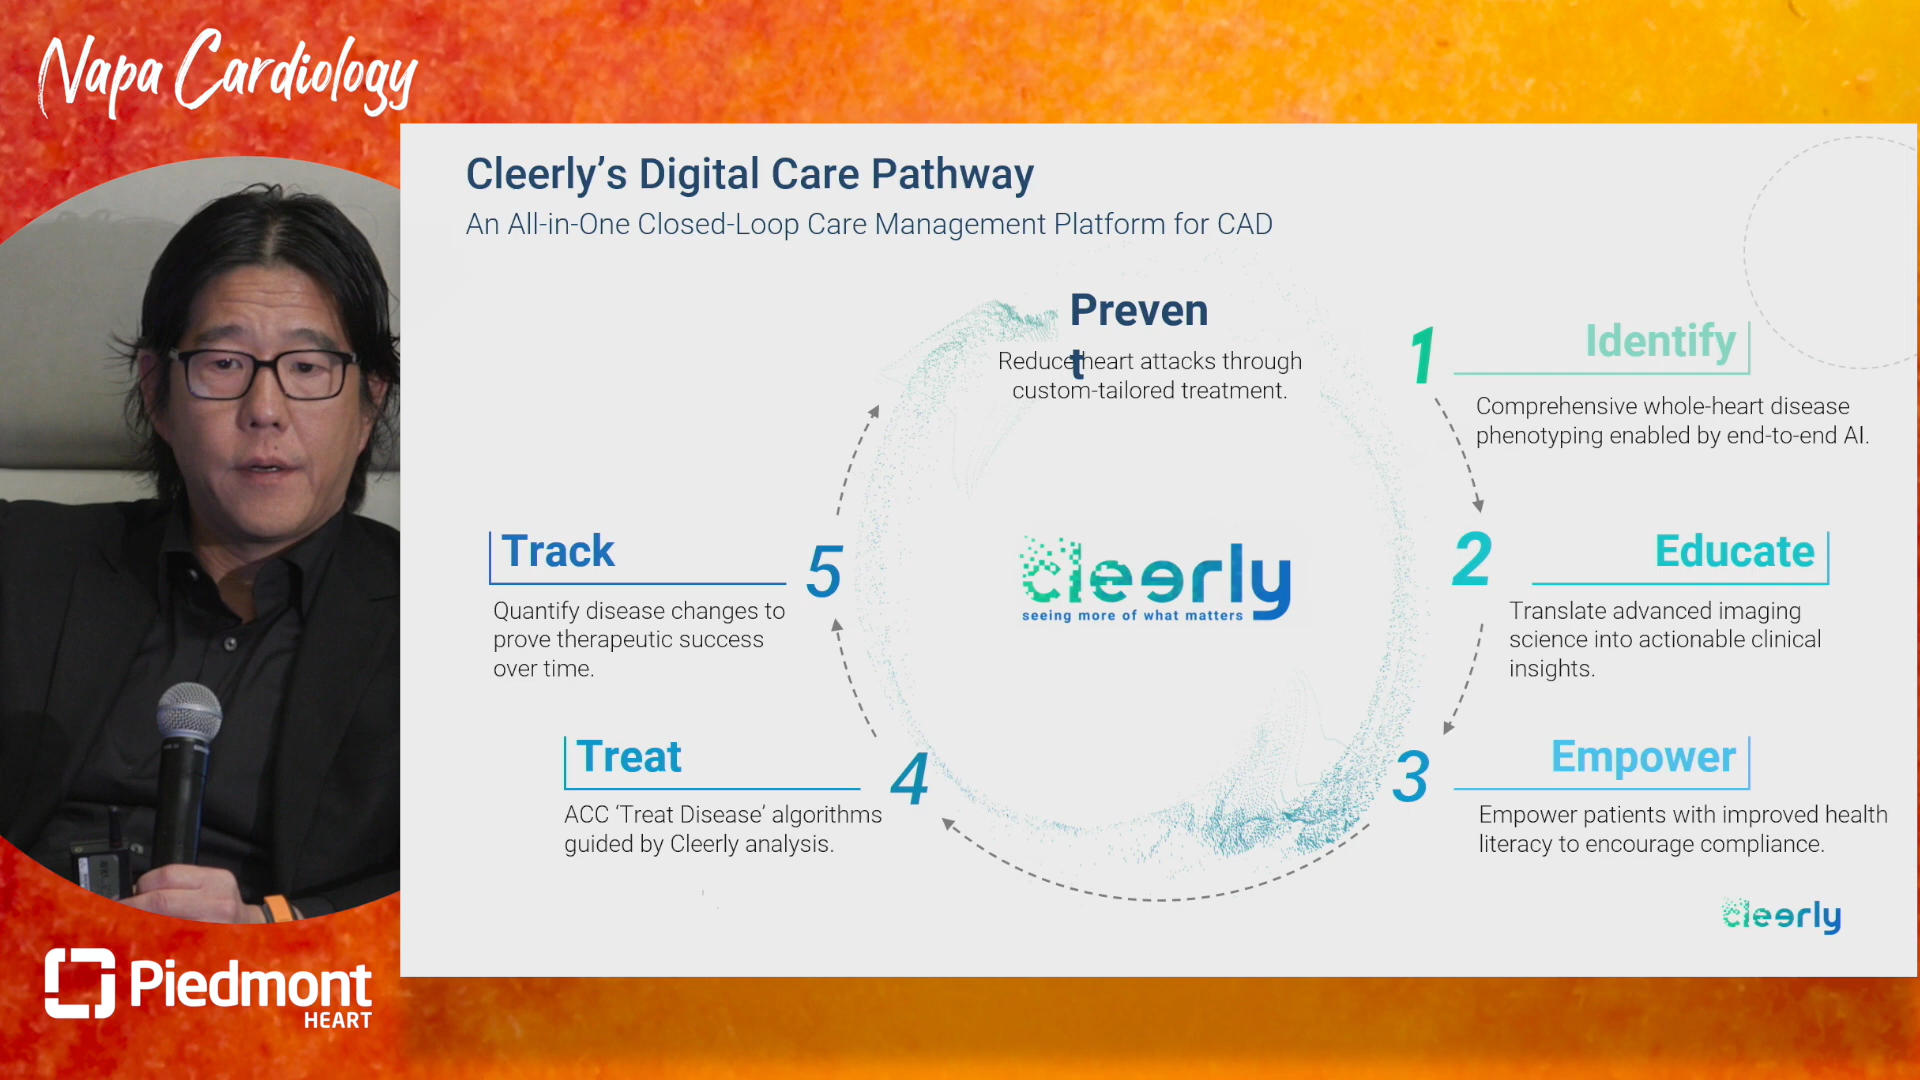 Napa Cardiology
Cleerly’s Digital Care Pathway
An All-in-One Closed-Loop Care Management Platform for CAD
Preven
t
Reduce heart attacks through
custom-tailored treatment.
1 Identify
Comprehensive whole-heart disease
phenotyping enabled by end-to-end AI.
2 Educate
Translate advanced imaging
science into actionable clinical
insights.
3 Empower
Empower patients with improved health
literacy to encourage compliance.
Treat 4
ACC ‘Treat Disease’ algorithms
guided by Cleerly analysis.
Track 5
Quantify disease changes to
prove therapeutic success
over time.
cleerly
seeing more of what matters
cleerly
Piedmont
HEART